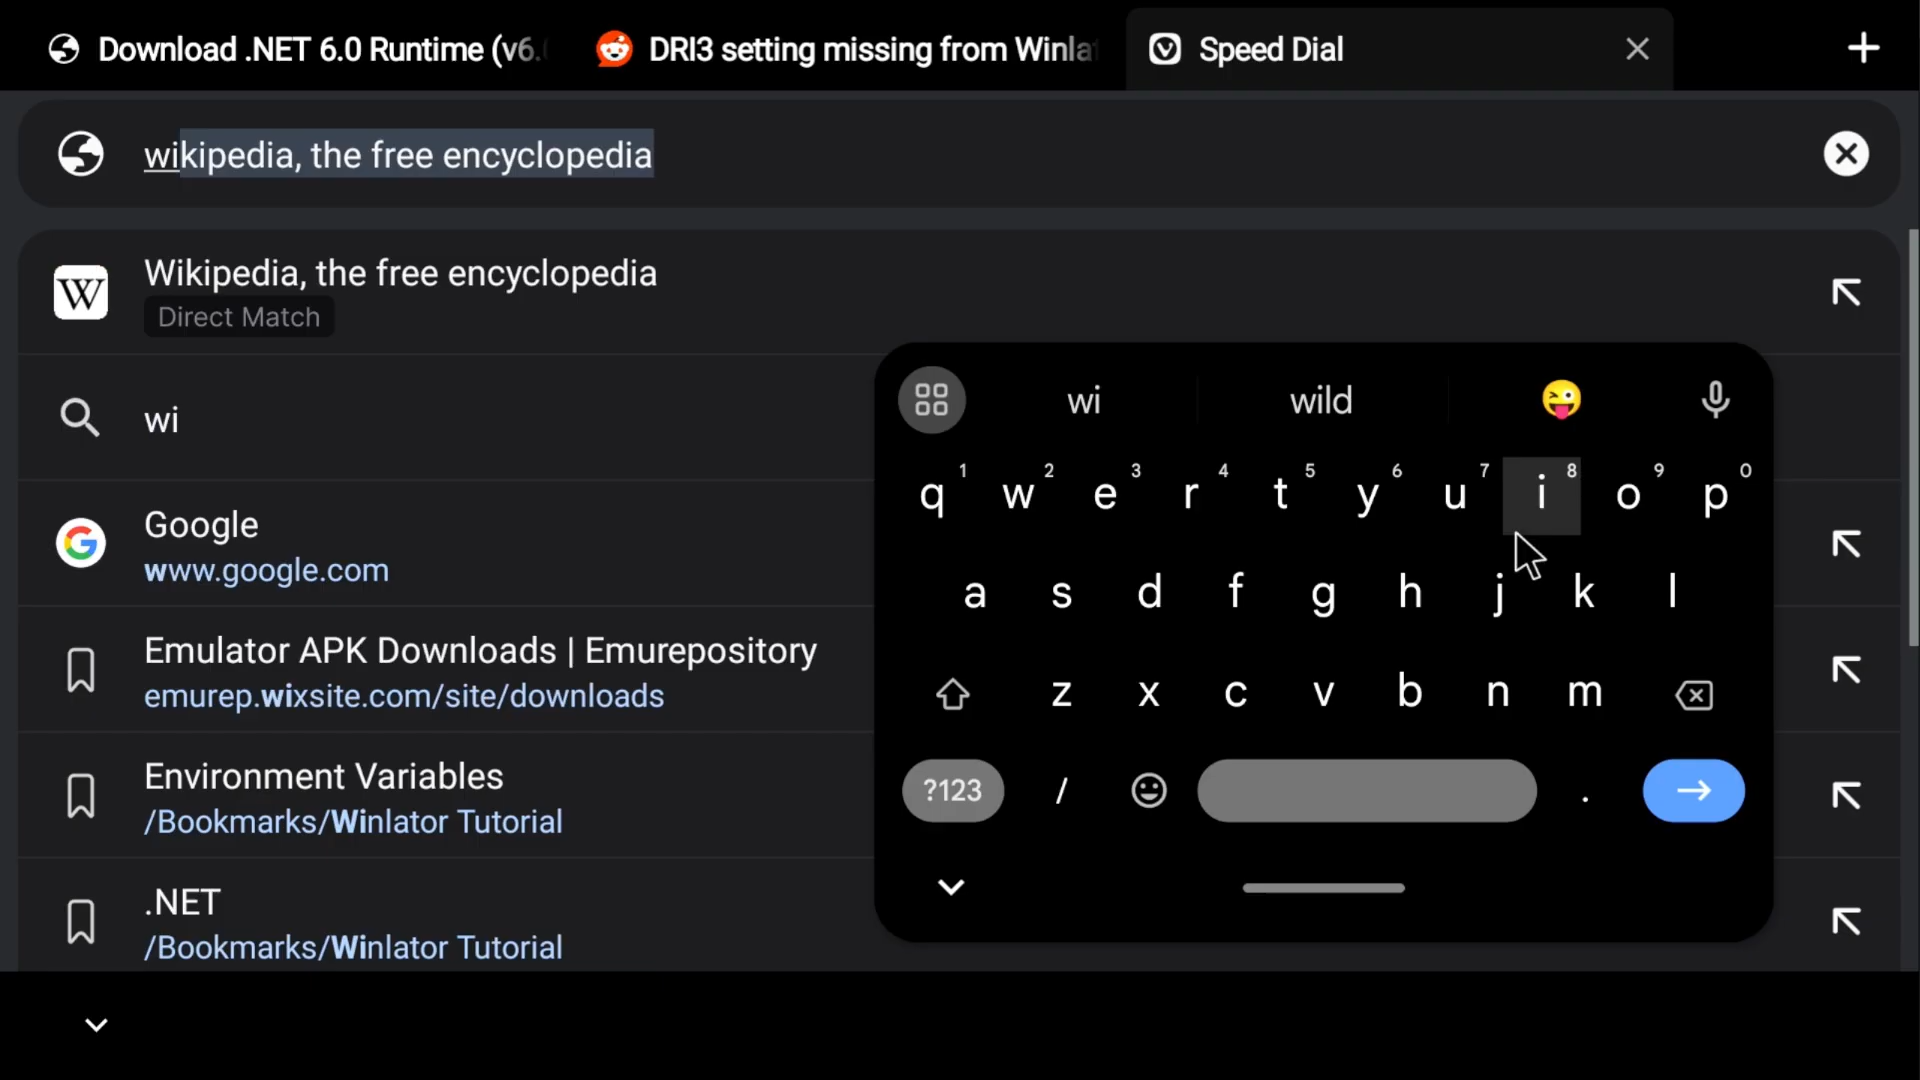 Download .NET 6.0 Runtime (v6.
DRI3 setting missing from Winla
Speed Dial
wikipedia, the free encyclopedia
Wikipedia, the free encyclopedia
Direct Match
wi
Google
www.google.com
Emulator APK Downloads | Emurepository
emurep.wixsite.com/site/downloads
Environment Variables
/Bookmarks/Winlator Tutorial
.NET
/Bookmarks/Winlator Tutorial
wi wild
q 1 w 2 e 3 r 4 t 5 y 6 u 7 i 8 o 9 p 0
a s d f g h j k l
z x c v b n m
?123 / .